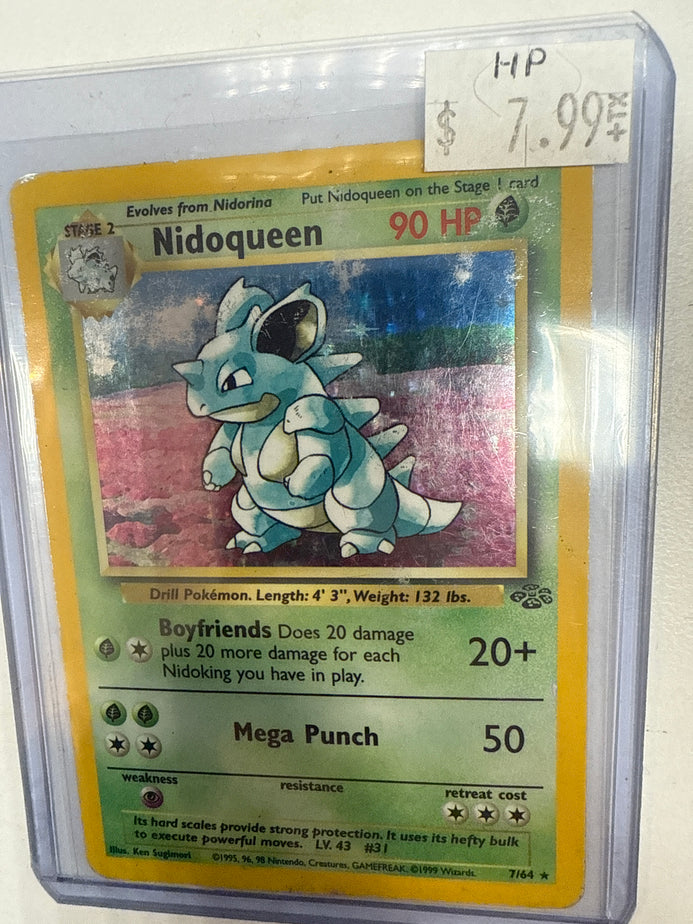 HP
$ 7.99 +TX
Evolves from Nidorina Put Nidoqueen on the Stage 1 card
STAGE 2
Nidoqueen 90 HP
Drill Pokémon. Length: 4' 3", Weight: 132 lbs.
Boyfriends Does 20 damage
plus 20 more damage for each
Nidoking you have in play.
20+
Mega Punch 50
weakness
resistance
retreat cost
Its hard scales provide strong protection. It uses its hefty bulk
to execute powerful moves. LV. 43 #31
Illus. Ken Sugimori ©1995, 96, 98 Nintendo, Creatures, GAMEFREAK. ©1999 Wizards. 7/64 ★